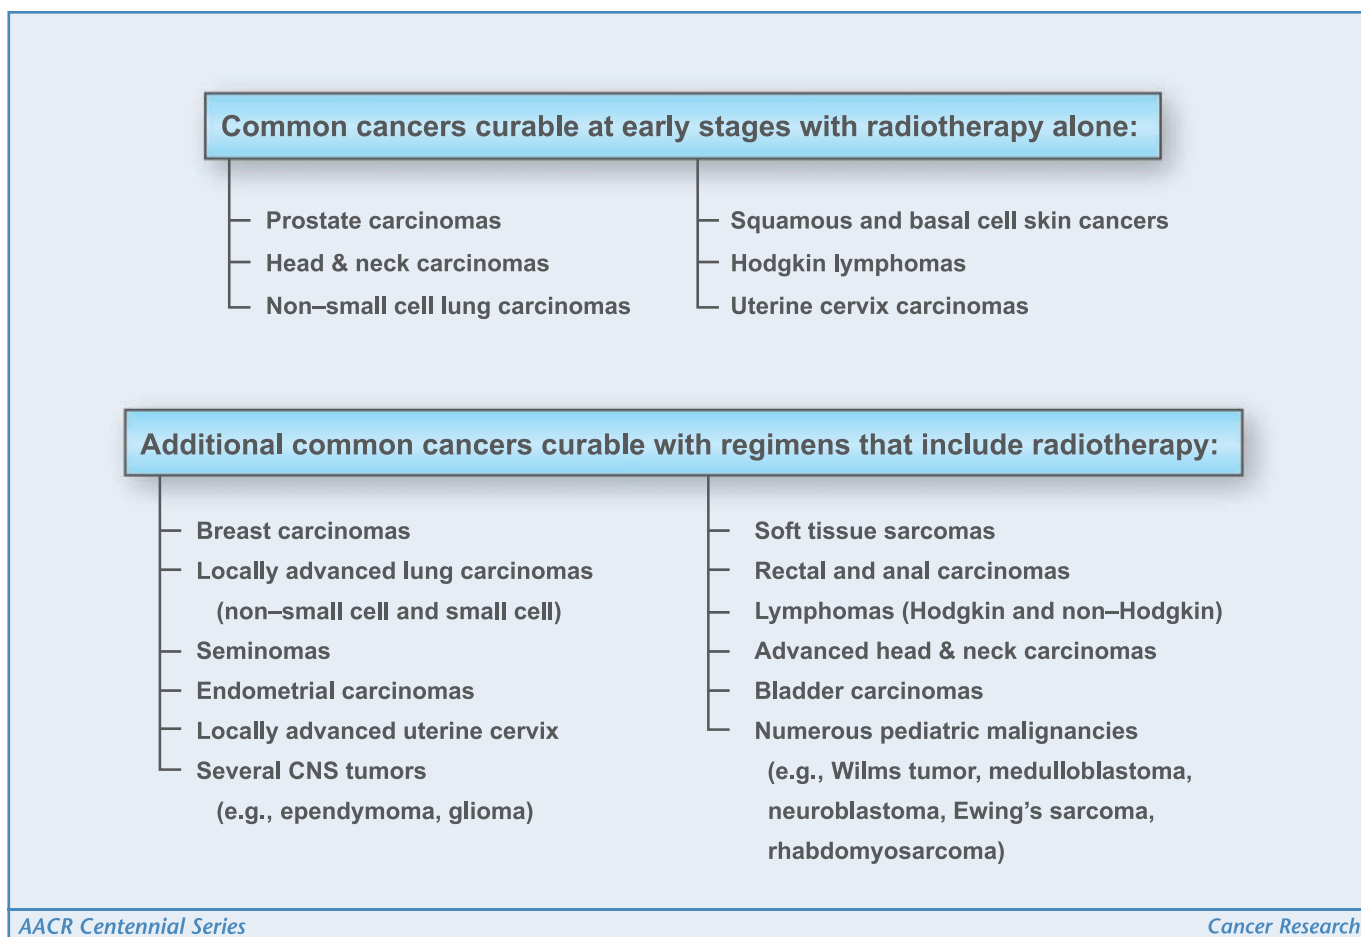 Common cancers curable at early stages with radiotherapy alone:
Prostate carcinomas
Head & neck carcinomas
Non–small cell lung carcinomas
Squamous and basal cell skin cancers
Hodgkin lymphomas
Uterine cervix carcinomas
Additional common cancers curable with regimens that include radiotherapy:
Breast carcinomas
Locally advanced lung carcinomas
(non–small cell and small cell)
Seminomas
Endometrial carcinomas
Locally advanced uterine cervix
Several CNS tumors
(e.g., ependymoma, glioma)
Soft tissue sarcomas
Rectal and anal carcinomas
Lymphomas (Hodgkin and non–Hodgkin)
Advanced head & neck carcinomas
Bladder carcinomas
Numerous pediatric malignancies
(e.g., Wilms tumor, medulloblastoma,
neuroblastoma, Ewing’s sarcoma,
rhabdomyosarcoma)
AACR Centennial Series
Cancer Research